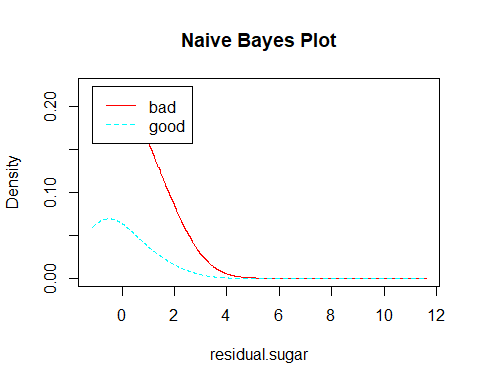 Naive Bayes Plot
bad
good
0.20
0.10
0.00
Density
0 2 4 6 8 10 12
residual.sugar